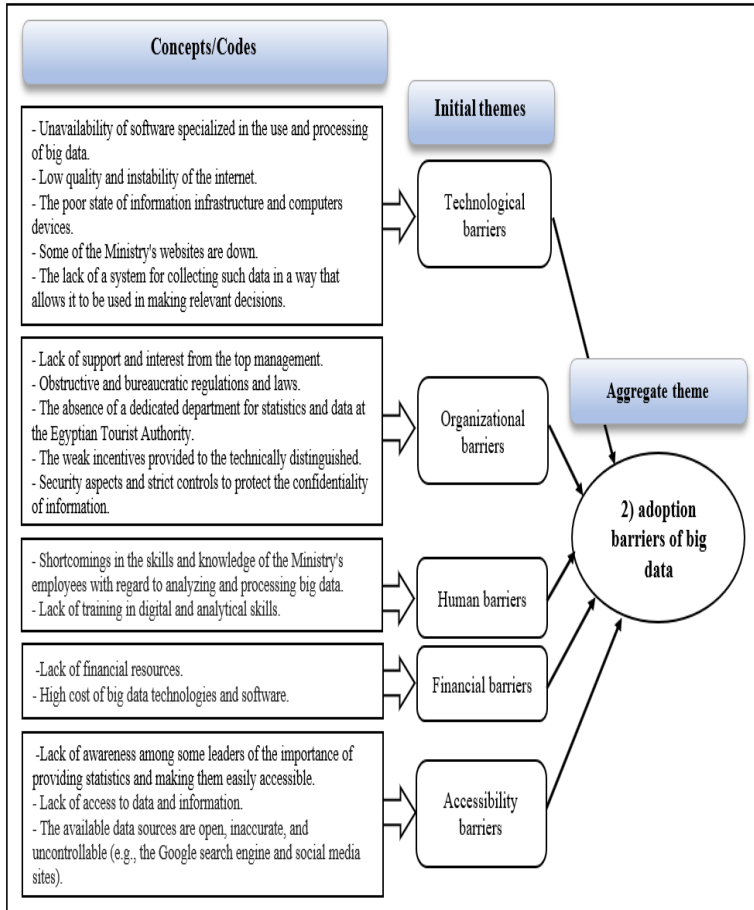 Concepts/Codes
Initial themes
- Unavailability of software specialized in the use and processing
of big data.
- Low quality and instability of the internet.
- The poor state of information infrastructure and computers
devices.
- Some of the Ministry's websites are down.
- The lack of a system for collecting such data in a way that
allows it to be used in making relevant decisions.
Technological
barriers
- Lack of support and interest from the top management.
- Obstructive and bureaucratic regulations and laws.
- The absence of a dedicated department for statistics and data at
the Egyptian Tourist Authority.
- The weak incentives provided to the technically distinguished.
- Security aspects and strict controls to protect the confidentiality
of information.
Organizational
barriers
Aggregate theme
2) adoption
barriers of big
data
- Shortcomings in the skills and knowledge of the Ministry's
employees with regard to analyzing and processing big data.
- Lack of training in digital and analytical skills.
Human barriers
-Lack of financial resources.
- High cost of big data technologies and software.
Financial barriers
-Lack of awareness among some leaders of the importance of
providing statistics and making them easily accessible.
- Lack of access to data and information.
- The available data sources are open, inaccurate, and
uncontrollable (e.g., the Google search engine and social media
sites).
Accessibility
barriers